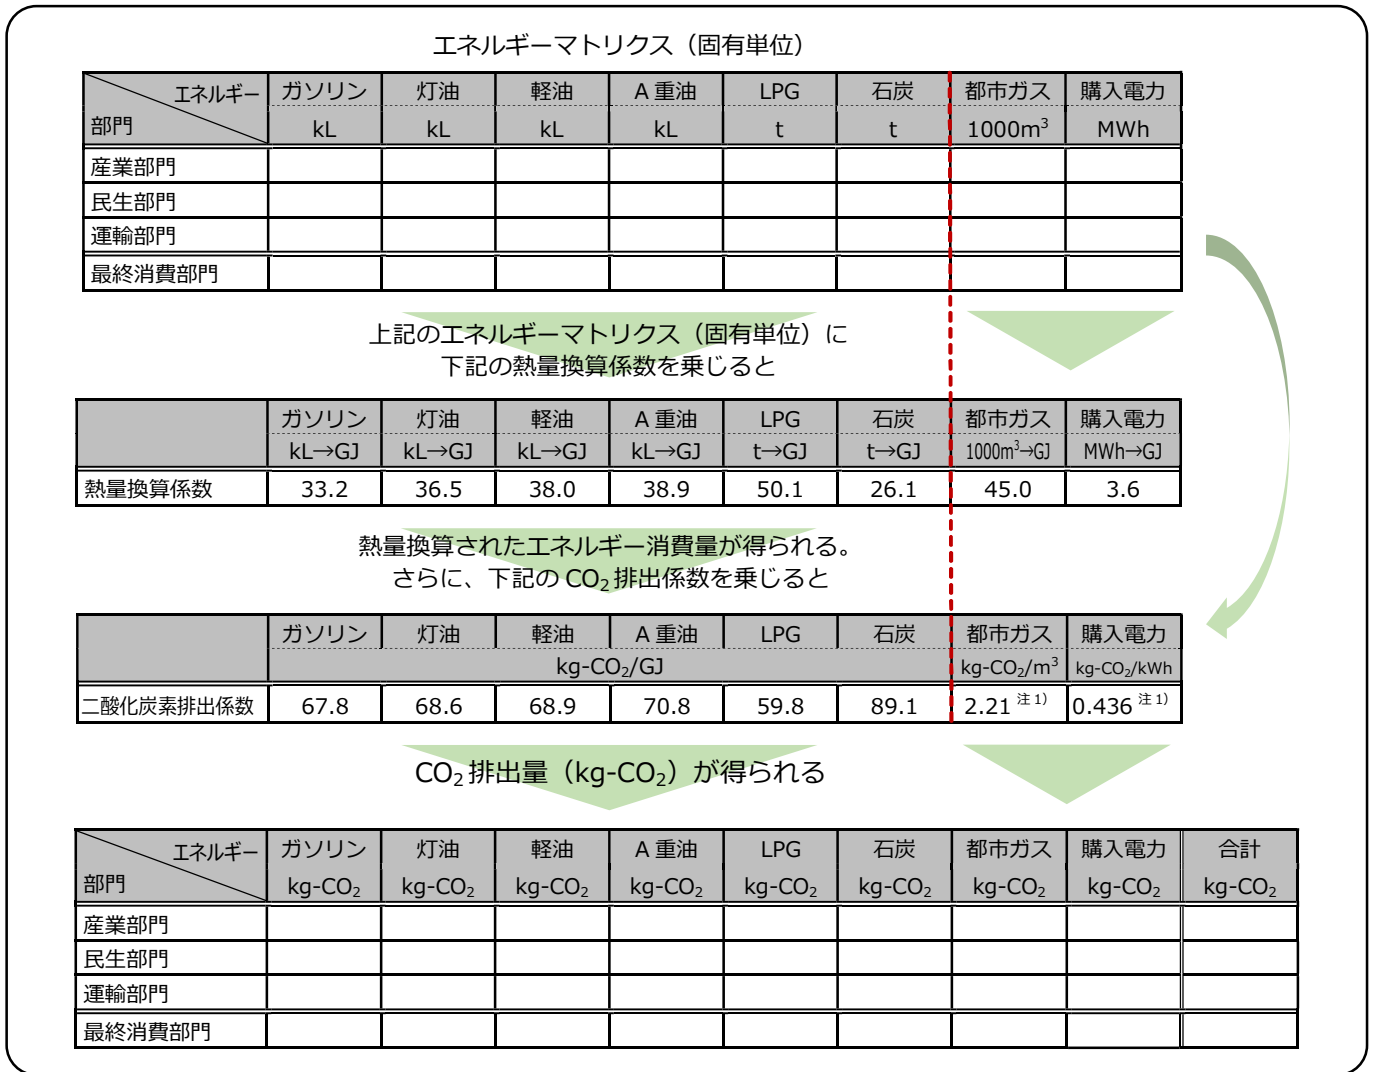 エネルギーマトリクス（固有単位）
エネルギー ガソリン 灯油 軽油 A 重油 LPG 石炭 都市ガス 購入電力
部門 kL kL kL kL t t 1000m³ MWh
産業部門
民生部門
運輸部門
最終消費部門
上記のエネルギーマトリクス（固有単位）に
下記の熱量換算係数を乗じると
ガソリン 灯油 軽油 A 重油 LPG 石炭 都市ガス 購入電力
kL→GJ kL→GJ kL→GJ kL→GJ t→GJ t→GJ 1000m³→GJ MWh→GJ
熱量換算係数 33.2 36.5 38.0 38.9 50.1 26.1 45.0 3.6
熱量換算されたエネルギー消費量が得られる。
さらに、下記の CO₂ 排出係数を乗じると
ガソリン 灯油 軽油 A 重油 LPG 石炭 都市ガス 購入電力
kg-CO₂/GJ kg-CO₂/m³ kg-CO₂/kWh
二酸化炭素排出係数 67.8 68.6 68.9 70.8 59.8 89.1 2.21 注1) 0.436 注1)
CO₂ 排出量（kg-CO₂）が得られる
エネルギー ガソリン 灯油 軽油 A 重油 LPG 石炭 都市ガス 購入電力 合計
部門 kg-CO₂ kg-CO₂ kg-CO₂ kg-CO₂ kg-CO₂ kg-CO₂ kg-CO₂ kg-CO₂ kg-CO₂
産業部門
民生部門
運輸部門
最終消費部門